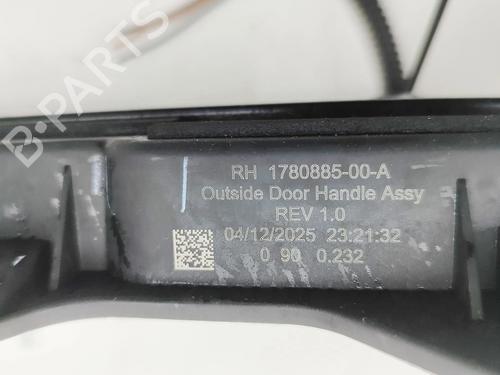 RH 1780885-00-A
Outside Door Handle Assy
REV 1.0
04/12/2025 23:21:32
0 90 0.232
B-PARTS